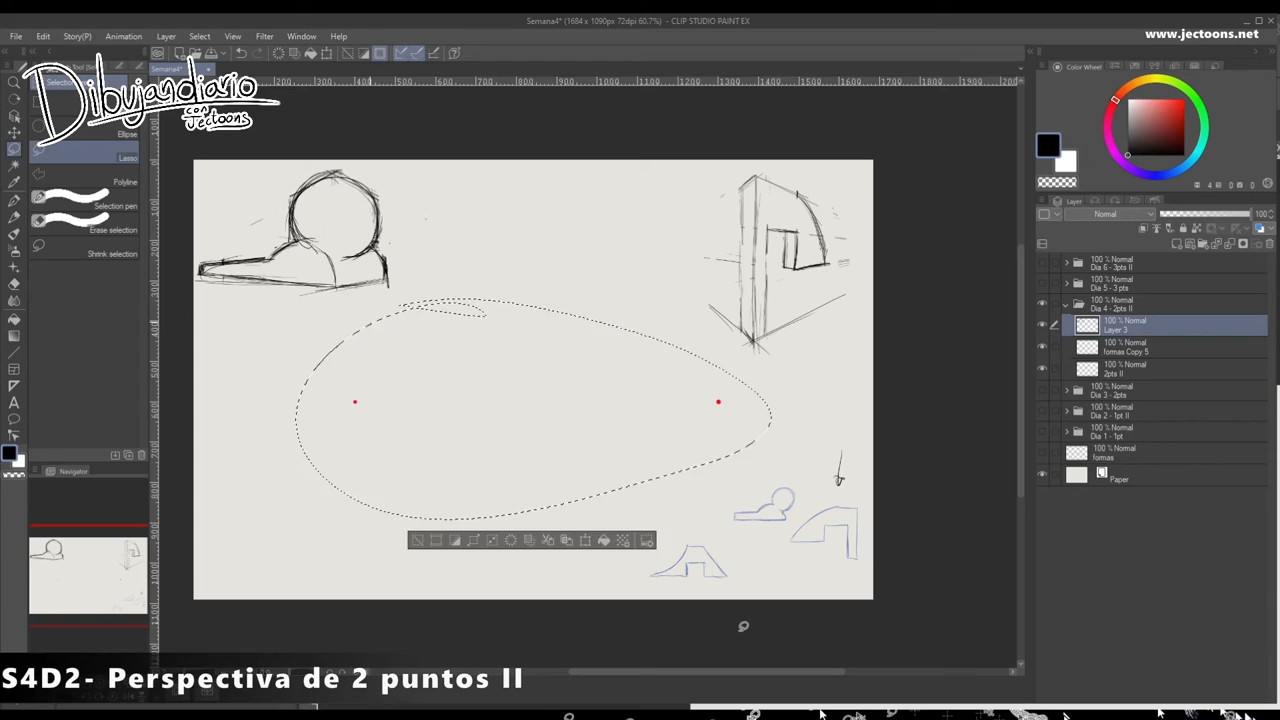 Semana4* (1684 x 1090px 72dpi 60.7%) - CLIP STUDIO PAINT EX
File Edit Story(P) Animation Layer Select View Filter Window Help
www.jectoons.net
Semana4*
Dibujandiario
con
Jectoons
Ellipse
Lasso
Polyline
Selection pen
Erase selection
Shrink selection
Color Wheel
Layer
Normal 100
100 % Normal
Dia 6 - 3pts II
100 % Normal
Dia 5 - 3 pts
100 % Normal
Dia 4 - 2pts II
100 % Normal
Layer 3
100 % Normal
formas Copy 5
100 % Normal
2pts II
100 % Normal
Dia 3 - 2pts
100 % Normal
Dia 2 - 1pt II
100 % Normal
Dia 1 - 1pt
100 % Normal
formas
Paper
Navigator
S4D2- Perspectiva de 2 puntos II